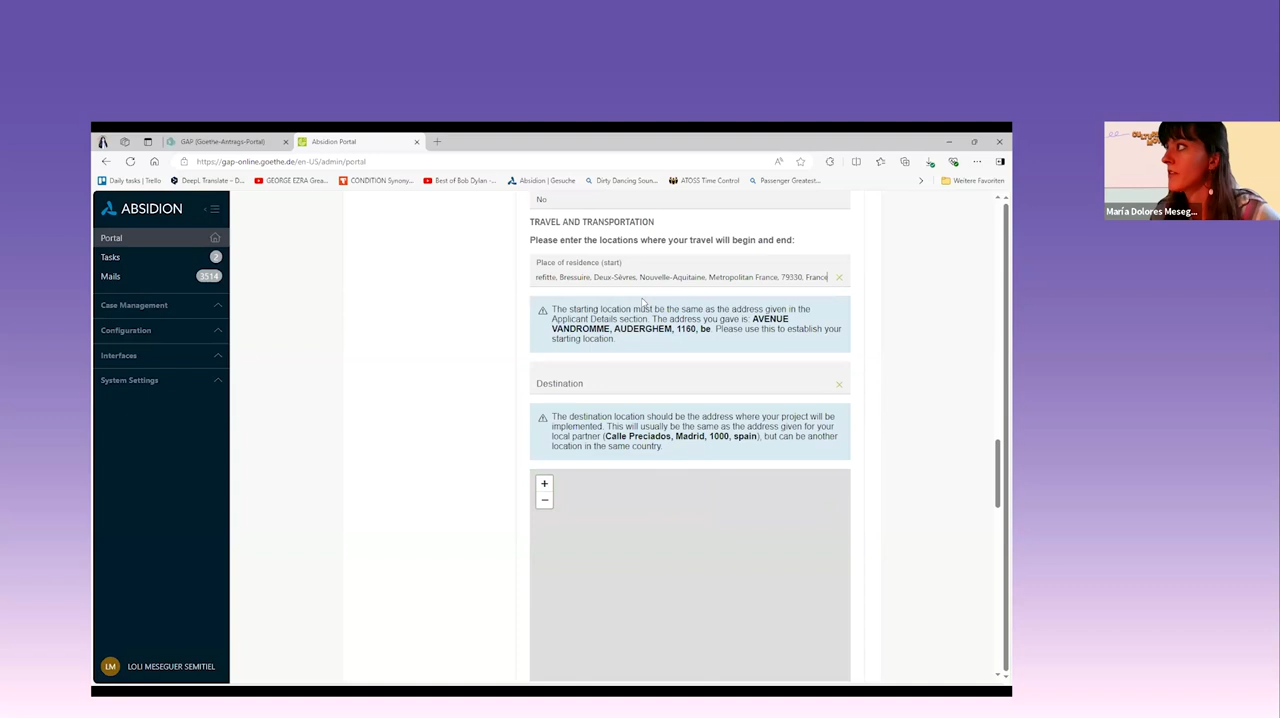 GAP (Goethe-Antrags-Portal)
Absidion Portal
https://gap-online.goethe.de/en-US/admin/portal
Daily tasks | Trello
DeepL Translate – D...
GEORGE EZRA Grea...
CONDITION Synony...
Best of Bob Dylan -...
Absidion | Gesuche
Dirty Dancing Soun...
ATOSS Time Control
Passenger Greatest...
Weitere Favoriten
ABSIDION
Portal
Tasks
2
Mails
3514
Case Management
Configuration
Interfaces
System Settings
LM
LOLI MESEGUER SEMITIEL
No
TRAVEL AND TRANSPORTATION
Please enter the locations where your travel will begin and end:
Place of residence (start)
refitte, Bressuire, Deux-Sèvres, Nouvelle-Aquitaine, Metropolitan France, 79330, France
The starting location must be the same as the address given in the
Applicant Details section. The address you gave is: AVENUE
VANDROMME, AUDERGHEM, 1160, be. Please use this to establish your
starting location.
Destination
The destination location should be the address where your project will be
implemented. This will usually be the same as the address given for your
local partner (Calle Preciados, Madrid, 1000, spain), but can be another
location in the same country.
+
−
María Dolores Meseg...